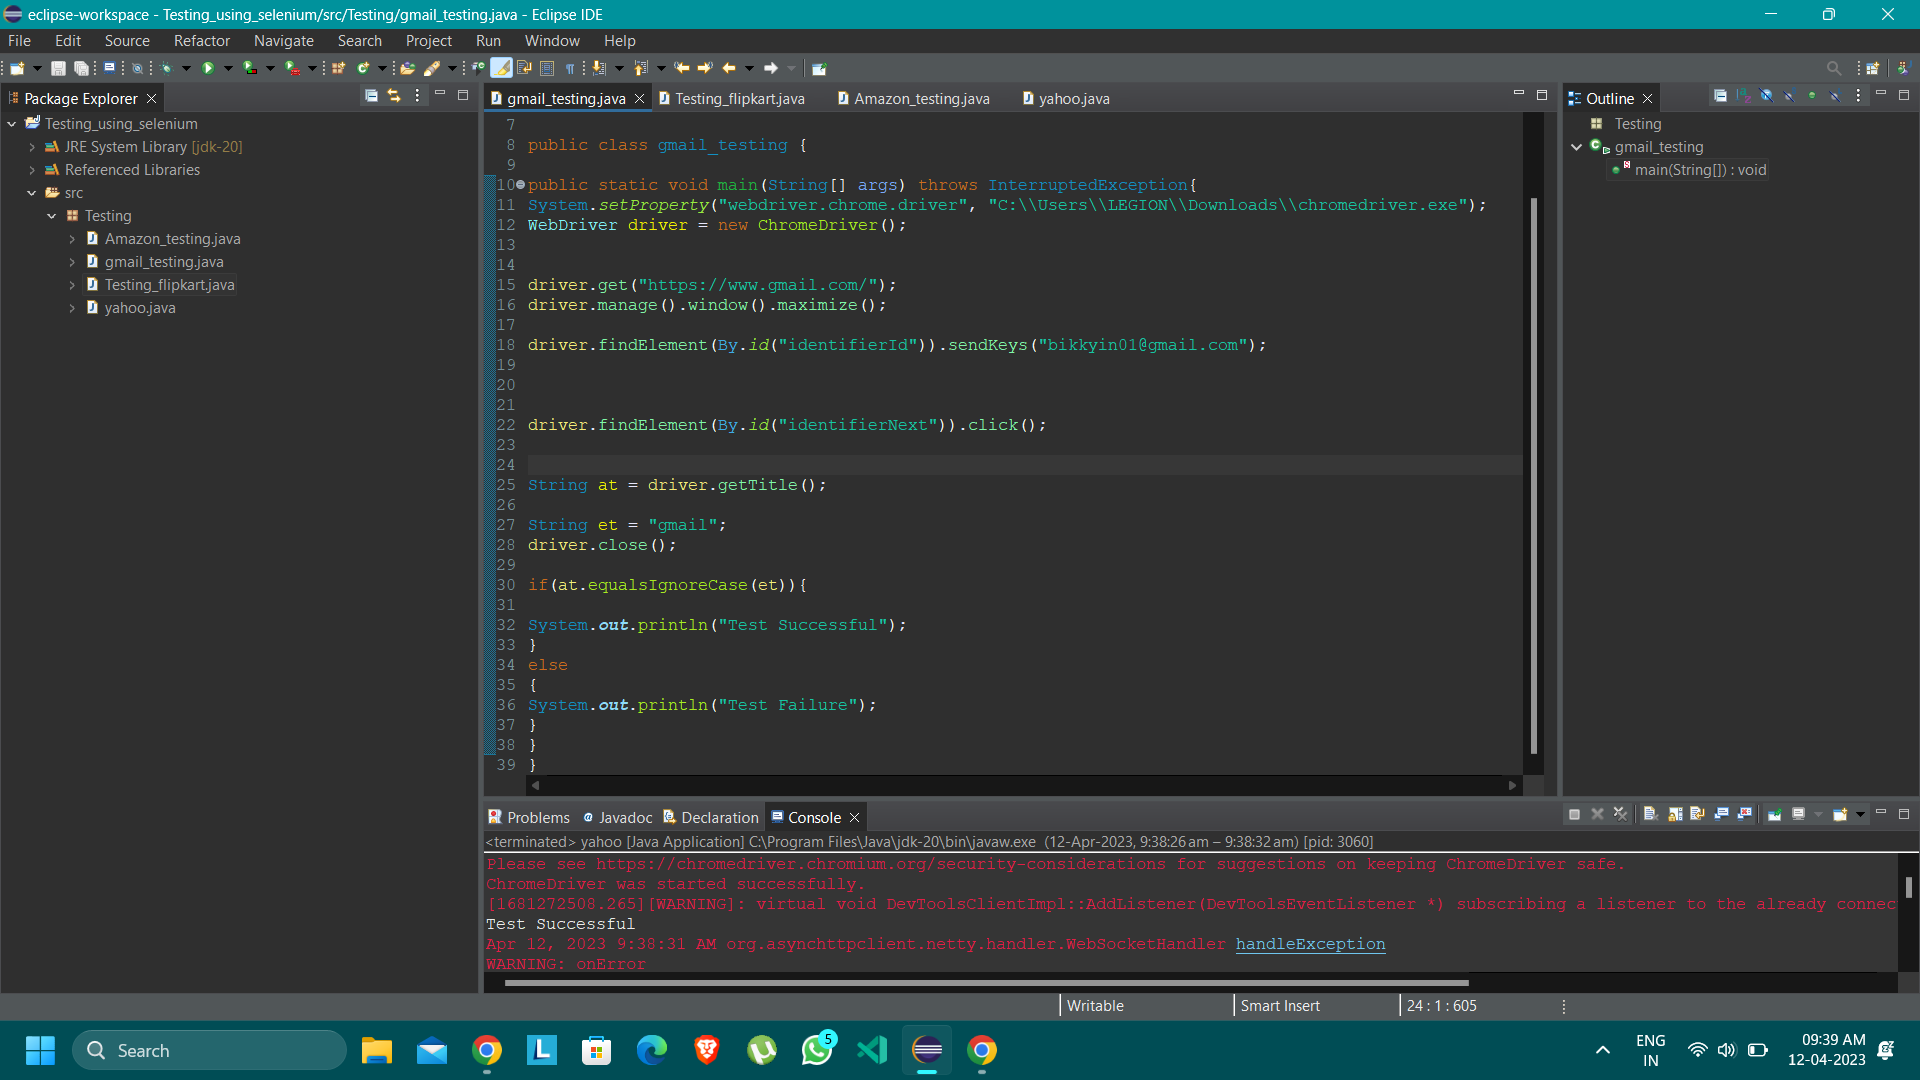 eclipse-workspace - Testing_using_selenium/src/Testing/gmail_testing.java - Eclipse IDE
File Edit Source Refactor Navigate Search Project Run Window Help
Package Explorer
Testing_using_selenium
JRE System Library [jdk-20]
Referenced Libraries
src
Testing
Amazon_testing.java
gmail_testing.java
Testing_flipkart.java
yahoo.java
gmail_testing.java Testing_flipkart.java Amazon_testing.java yahoo.java
7
8 public class gmail_testing {
9
10 public static void main(String[] args) throws InterruptedException{
11 System.setProperty("webdriver.chrome.driver", "C:\\Users\\LEGION\\Downloads\\chromedriver.exe");
12 WebDriver driver = new ChromeDriver();
13
14
15 driver.get("https://www.gmail.com/");
16 driver.manage().window().maximize();
17
18 driver.findElement(By.id("identifierId")).sendKeys("bikkyin01@gmail.com");
19
20
21
22 driver.findElement(By.id("identifierNext")).click();
23
24
25 String at = driver.getTitle();
26
27 String et = "gmail";
28 driver.close();
29
30 if(at.equalsIgnoreCase(et)){
31
32 System.out.println("Test Successful");
33 }
34 else
35 {
36 System.out.println("Test Failure");
37 }
38 }
39 }
Outline
Testing
gmail_testing
main(String[]) : void
Problems Javadoc Declaration Console
<terminated> yahoo [Java Application] C:\Program Files\Java\jdk-20\bin\javaw.exe (12-Apr-2023, 9:38:26 am – 9:38:32 am) [pid: 3060]
Please see https://chromedriver.chromium.org/security-considerations for suggestions on keeping ChromeDriver safe.
ChromeDriver was started successfully.
[1681272508.265][WARNING]: virtual void DevToolsClientImpl::AddListener(DevToolsEventListener *) subscribing a listener to the already connec
Test Successful
Apr 12, 2023 9:38:31 AM org.asynchttpclient.netty.handler.WebSocketHandler handleException
WARNING: onError
Writable Smart Insert 24 : 1 : 605
Search
5
ENG
IN
09:39 AM
12-04-2023